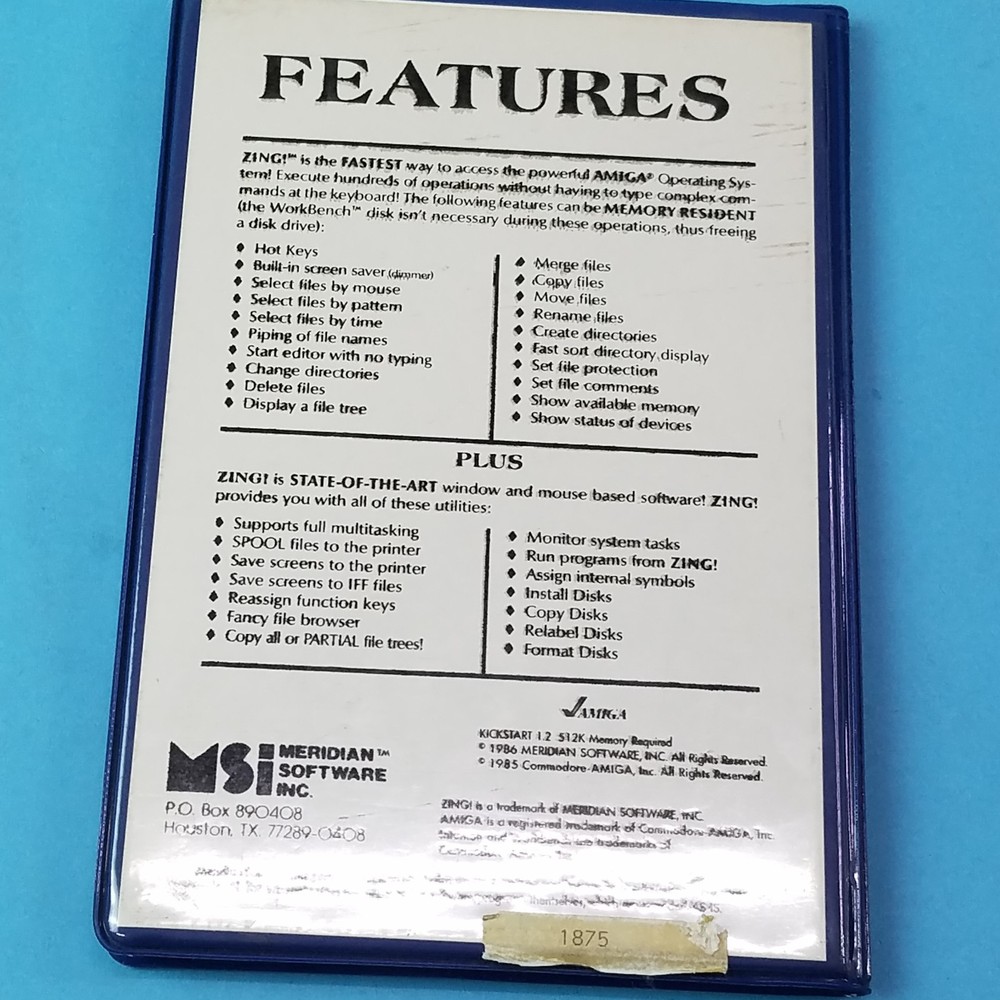 FEATURES
ZING!™ is the FASTEST way to access the powerful AMIGA® Operating Sys-
tem! Execute hundreds of operations without having to type complex com-
mands at the keyboard! The following features can be MEMORY RESIDENT
(the WorkBench™ disk isn't necessary during these operations, thus freeing
a disk drive):
♦ Hot Keys
♦ Built-in screen saver (dimmer)
♦ Select files by mouse
♦ Select files by pattern
♦ Select files by time
♦ Piping of file names
♦ Start editor with no typing
♦ Change directories
♦ Delete files
♦ Display a file tree
♦ Merge files
♦ Copy files
♦ Move files
♦ Rename files
♦ Create directories
♦ Fast sort directory display
♦ Set file protection
♦ Set file comments
♦ Show available memory
♦ Show status of devices
PLUS
ZING! is STATE-OF-THE-ART window and mouse based software! ZING!
provides you with all of these utilities:
♦ Supports full multitasking
♦ SPOOL files to the printer
♦ Save screens to the printer
♦ Save screens to IFF files
♦ Reassign function keys
♦ Fancy file browser
♦ Copy all or PARTIAL file trees!
♦ Monitor system tasks
♦ Run programs from ZING!
♦ Assign internal symbols
♦ Install Disks
♦ Copy Disks
♦ Relabel Disks
♦ Format Disks
AMIGA
KICKSTART 1.2 512K Memory Required
© 1986 MERIDIAN SOFTWARE, INC. All Rights Reserved.
© 1985 Commodore-AMIGA, Inc. All Rights Reserved.
MSI MERIDIAN™
SOFTWARE
INC.
P.O. Box 890408
Houston, TX 77289-0408
ZING! is a trademark of MERIDIAN SOFTWARE, INC.
AMIGA is a registered trademark of Commodore-AMIGA, Inc.
and are trademarks of
1875